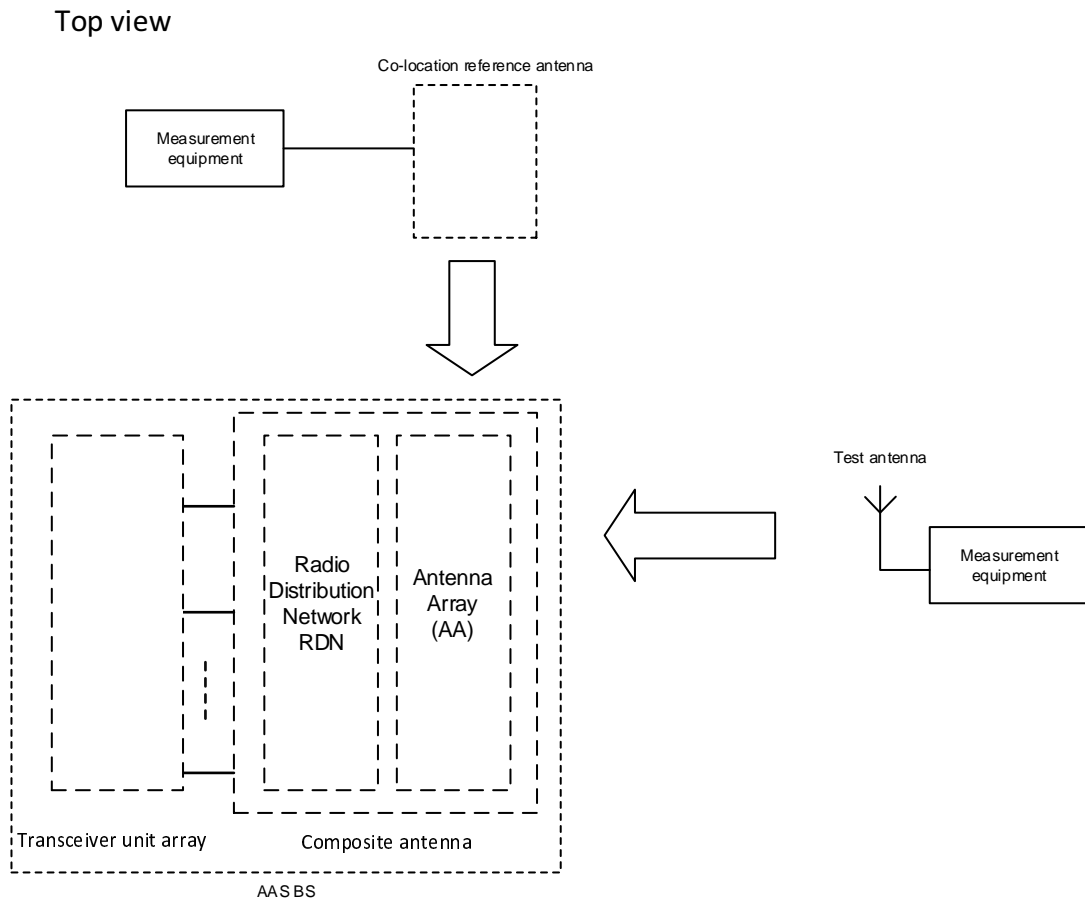 Top view
Co-location reference antenna
Measurement
equipment
Test antenna
Measurement
equipment
Radio
Distribution
Network
RDN
Antenna
Array
(AA)
Transceiver unit array
Composite antenna
AAS BS